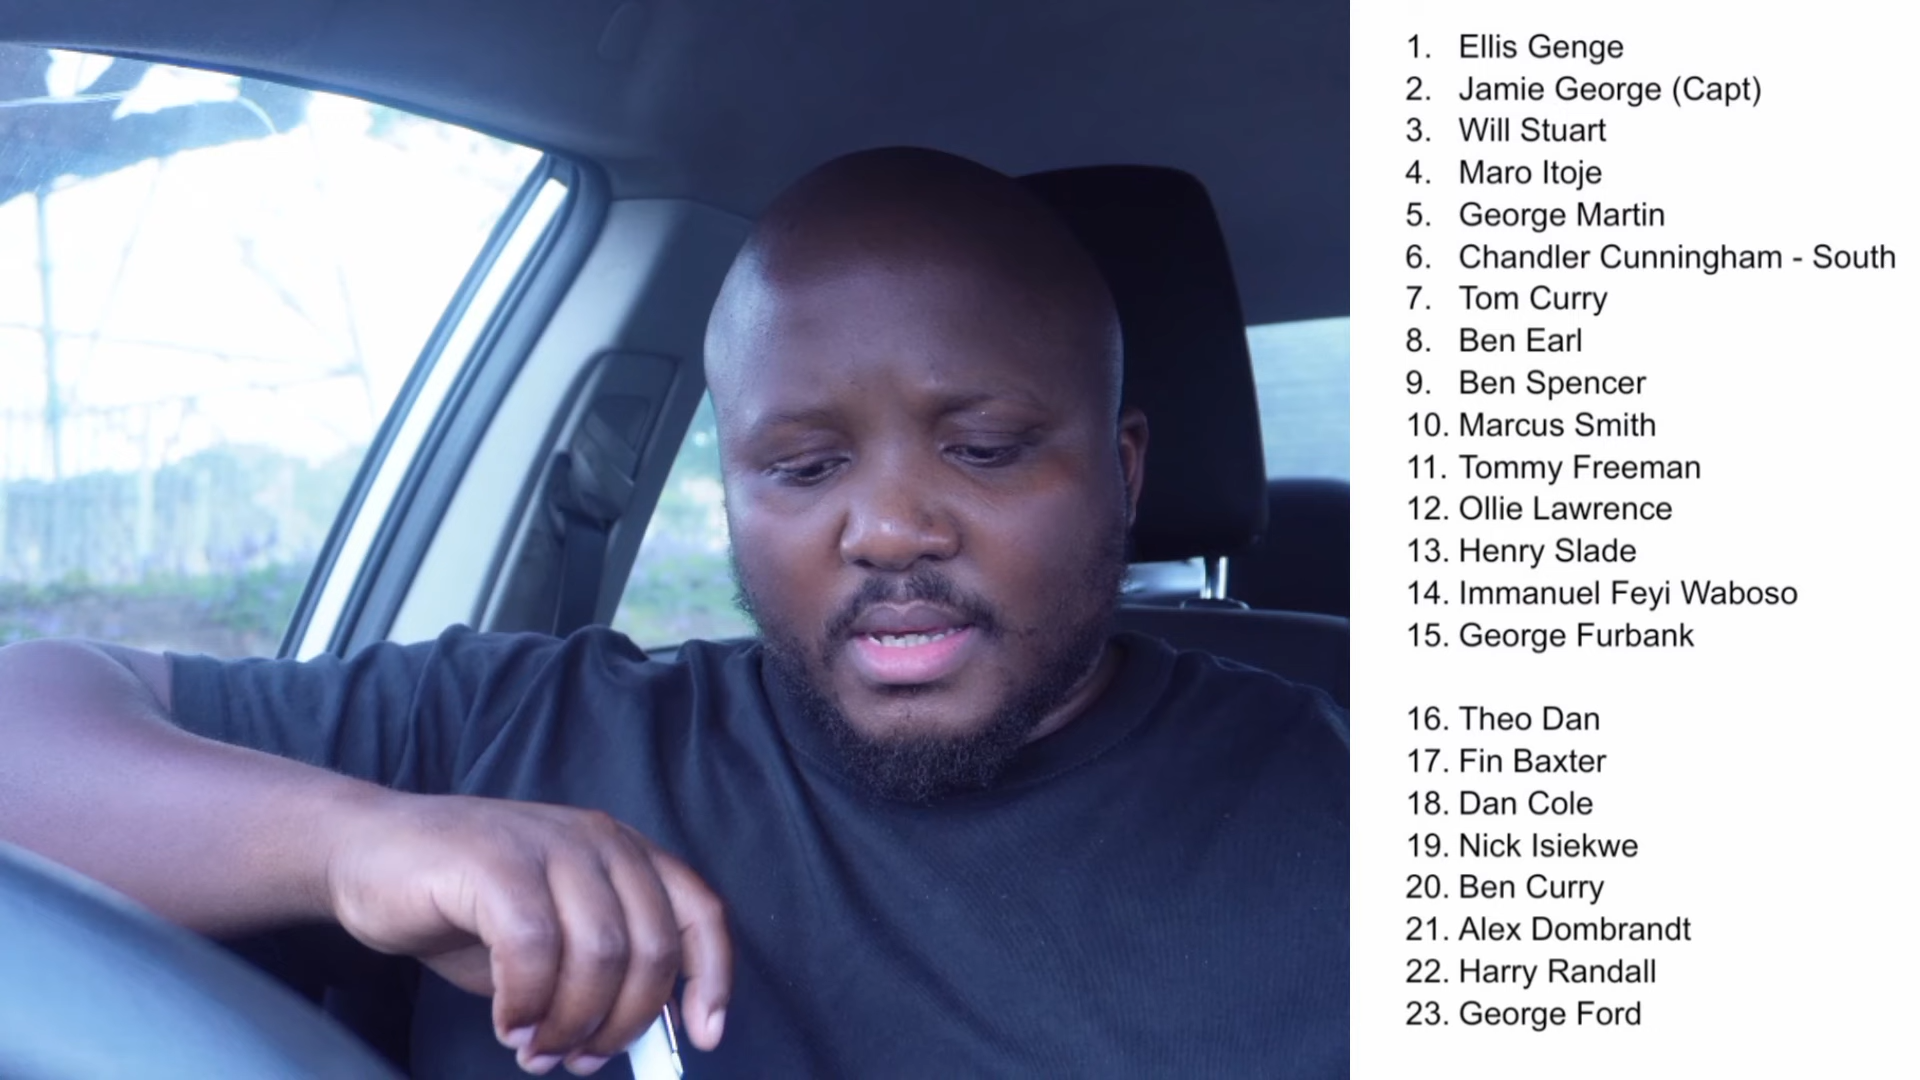 1. Ellis Genge
2. Jamie George (Capt)
3. Will Stuart
4. Maro Itoje
5. George Martin
6. Chandler Cunningham - South
7. Tom Curry
8. Ben Earl
9. Ben Spencer
10. Marcus Smith
11. Tommy Freeman
12. Ollie Lawrence
13. Henry Slade
14. Immanuel Feyi Waboso
15. George Furbank
16. Theo Dan
17. Fin Baxter
18. Dan Cole
19. Nick Isiekwe
20. Ben Curry
21. Alex Dombrandt
22. Harry Randall
23. George Ford